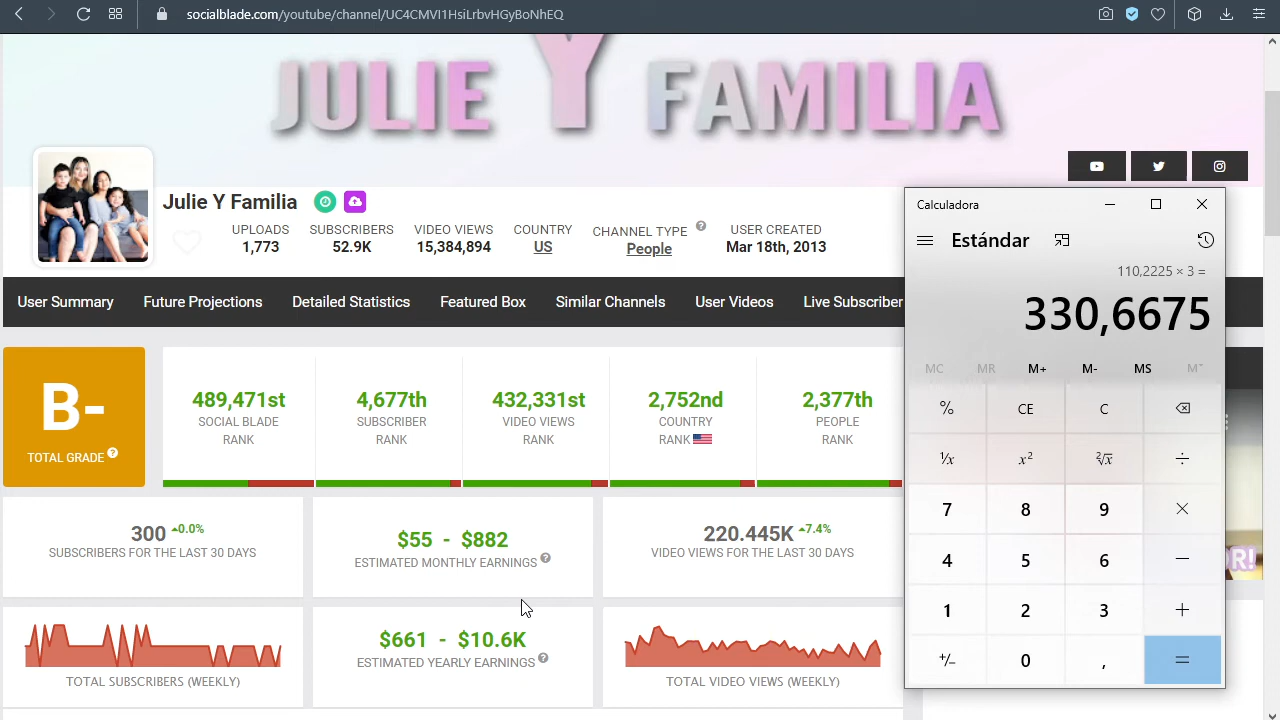 socialblade.com/youtube/channel/UC4CMVI1HsiLrbvHGyBoNhEQ
JULIE Y FAMILIA
Julie Y Familia
UPLOADS
1,773
SUBSCRIBERS
52.9K
VIDEO VIEWS
15,384,894
COUNTRY
US
CHANNEL TYPE ?
People
USER CREATED
Mar 18th, 2013
User Summary
Future Projections
Detailed Statistics
Featured Box
Similar Channels
User Videos
Live Subscriber
B-
TOTAL GRADE ?
489,471st
SOCIAL BLADE
RANK
4,677th
SUBSCRIBER
RANK
432,331st
VIDEO VIEWS
RANK
2,752nd
COUNTRY
RANK
2,377th
PEOPLE
RANK
300 0.0%
SUBSCRIBERS FOR THE LAST 30 DAYS
$55 - $882
ESTIMATED MONTHLY EARNINGS ?
220.445K 7.4%
VIDEO VIEWS FOR THE LAST 30 DAYS
TOTAL SUBSCRIBERS (WEEKLY)
$661 - $10.6K
ESTIMATED YEARLY EARNINGS ?
TOTAL VIDEO VIEWS (WEEKLY)
R!
Calculadora
Estándar
110,2225 × 3 =
330,6675
MC MR M+ M- MS M˅
% CE C
¹/x x² ²√x ÷
7 8 9 ×
4 5 6 −
1 2 3 +
+/− 0 , =